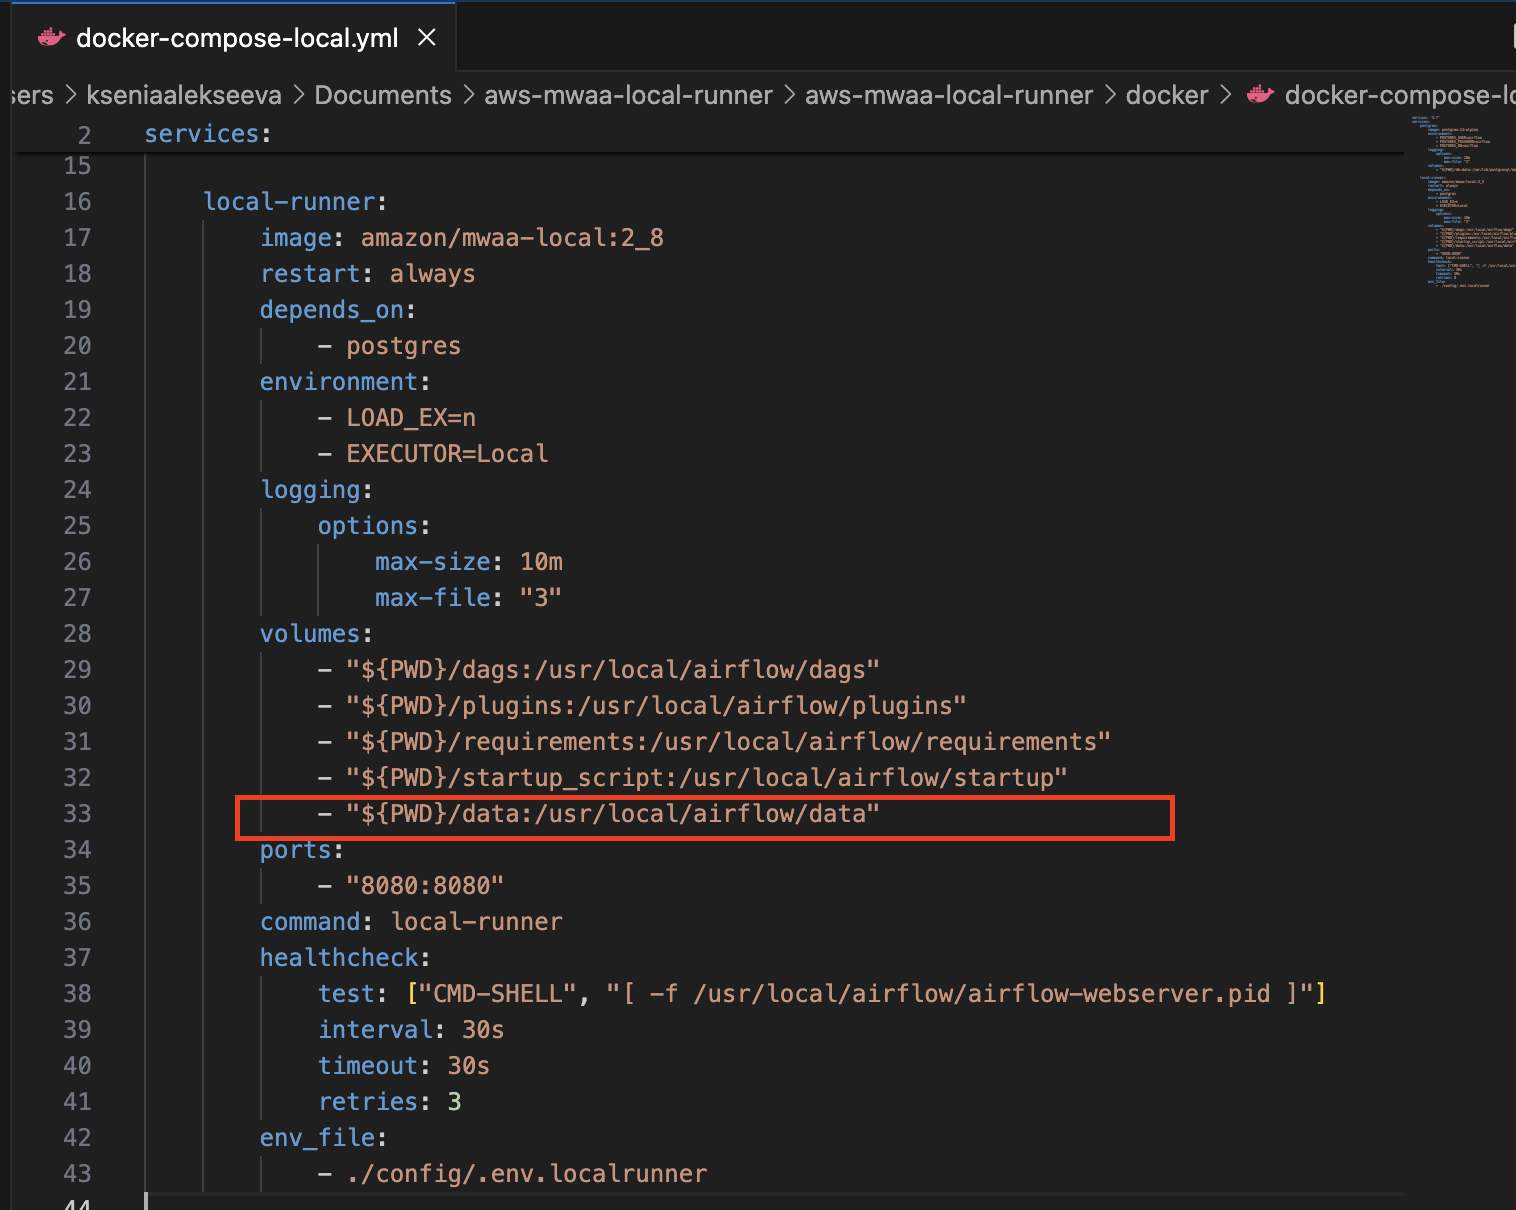 docker-compose-local.yml
sers > kseniaalekseeva > Documents > aws-mwaa-local-runner > aws-mwaa-local-runner > docker > docker-compose-lo
2 services:
15
16 local-runner:
17 image: amazon/mwaa-local:2_8
18 restart: always
19 depends_on:
20 - postgres
21 environment:
22 - LOAD_EX=n
23 - EXECUTOR=Local
24 logging:
25 options:
26 max-size: 10m
27 max-file: "3"
28 volumes:
29 - "${PWD}/dags:/usr/local/airflow/dags"
30 - "${PWD}/plugins:/usr/local/airflow/plugins"
31 - "${PWD}/requirements:/usr/local/airflow/requirements"
32 - "${PWD}/startup_script:/usr/local/airflow/startup"
33 - "${PWD}/data:/usr/local/airflow/data"
34 ports:
35 - "8080:8080"
36 command: local-runner
37 healthcheck:
38 test: ["CMD-SHELL", "[ -f /usr/local/airflow/airflow-webserver.pid ]"]
39 interval: 30s
40 timeout: 30s
41 retries: 3
42 env_file:
43 - ./config/.env.localrunner
44